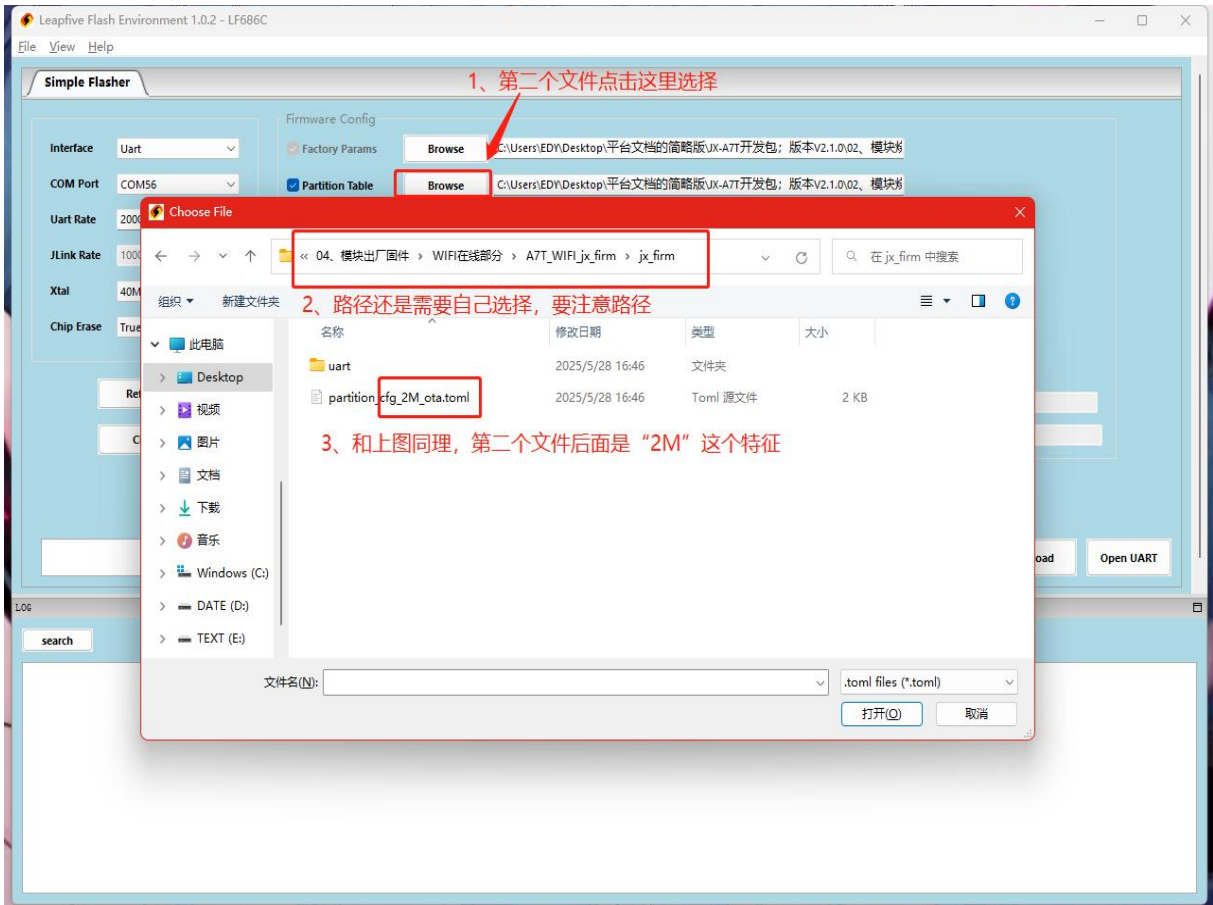 Leapfive Flash Environment 1.0.2 - LF686C
File View Help
Simple Flasher
1、第二个文件点击这里选择
Firmware Config
Interface Uart
Factory Params Browse C:\Users\EDY\Desktop\平台文档的简略版\JX-A7T开发包；版本V2.1.0\02、模块烧
COM Port COM56
Partition Table Browse C:\Users\EDY\Desktop\平台文档的简略版\JX-A7T开发包；版本V2.1.0\02、模块烧
Uart Rate 2000
Choose File
JLink Rate 1000
« 04、模块出厂固件 › WIFI在线部分 › A7T_WIFI_jx_firm › jx_firm
在 jx_firm 中搜索
Xtal 40M
组织 新建文件夹
2、路径还是需要自己选择，要注意路径
Chip Erase True
名称 修改日期 类型 大小
此电脑
uart 2025/5/28 16:46 文件夹
Desktop
partition_cfg_2M_ota.toml 2025/5/28 16:46 Toml 源文件 2 KB
视频
3、和上图同理，第二个文件后面是“2M”这个特征
图片
文档
下载
音乐
Windows (C:)
Open UART
DATE (D:)
LOG
TEXT (E:)
search
文件名(N): .toml files (*.toml)
打开(O) 取消